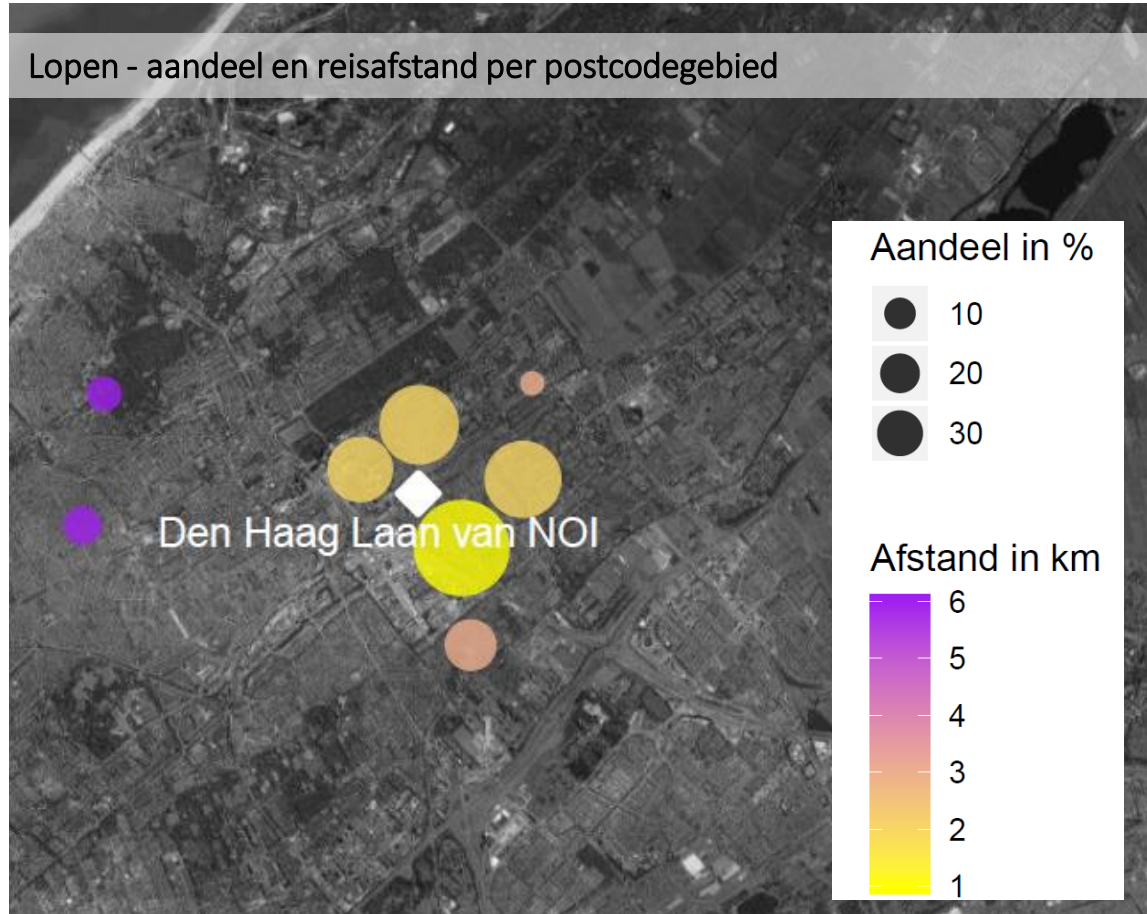 Lopen - aandeel en reisafstand per postcodegebied
Den Haag Laan van NOI
Aandeel in %
10
20
30
Afstand in km
6
5
4
3
2
1